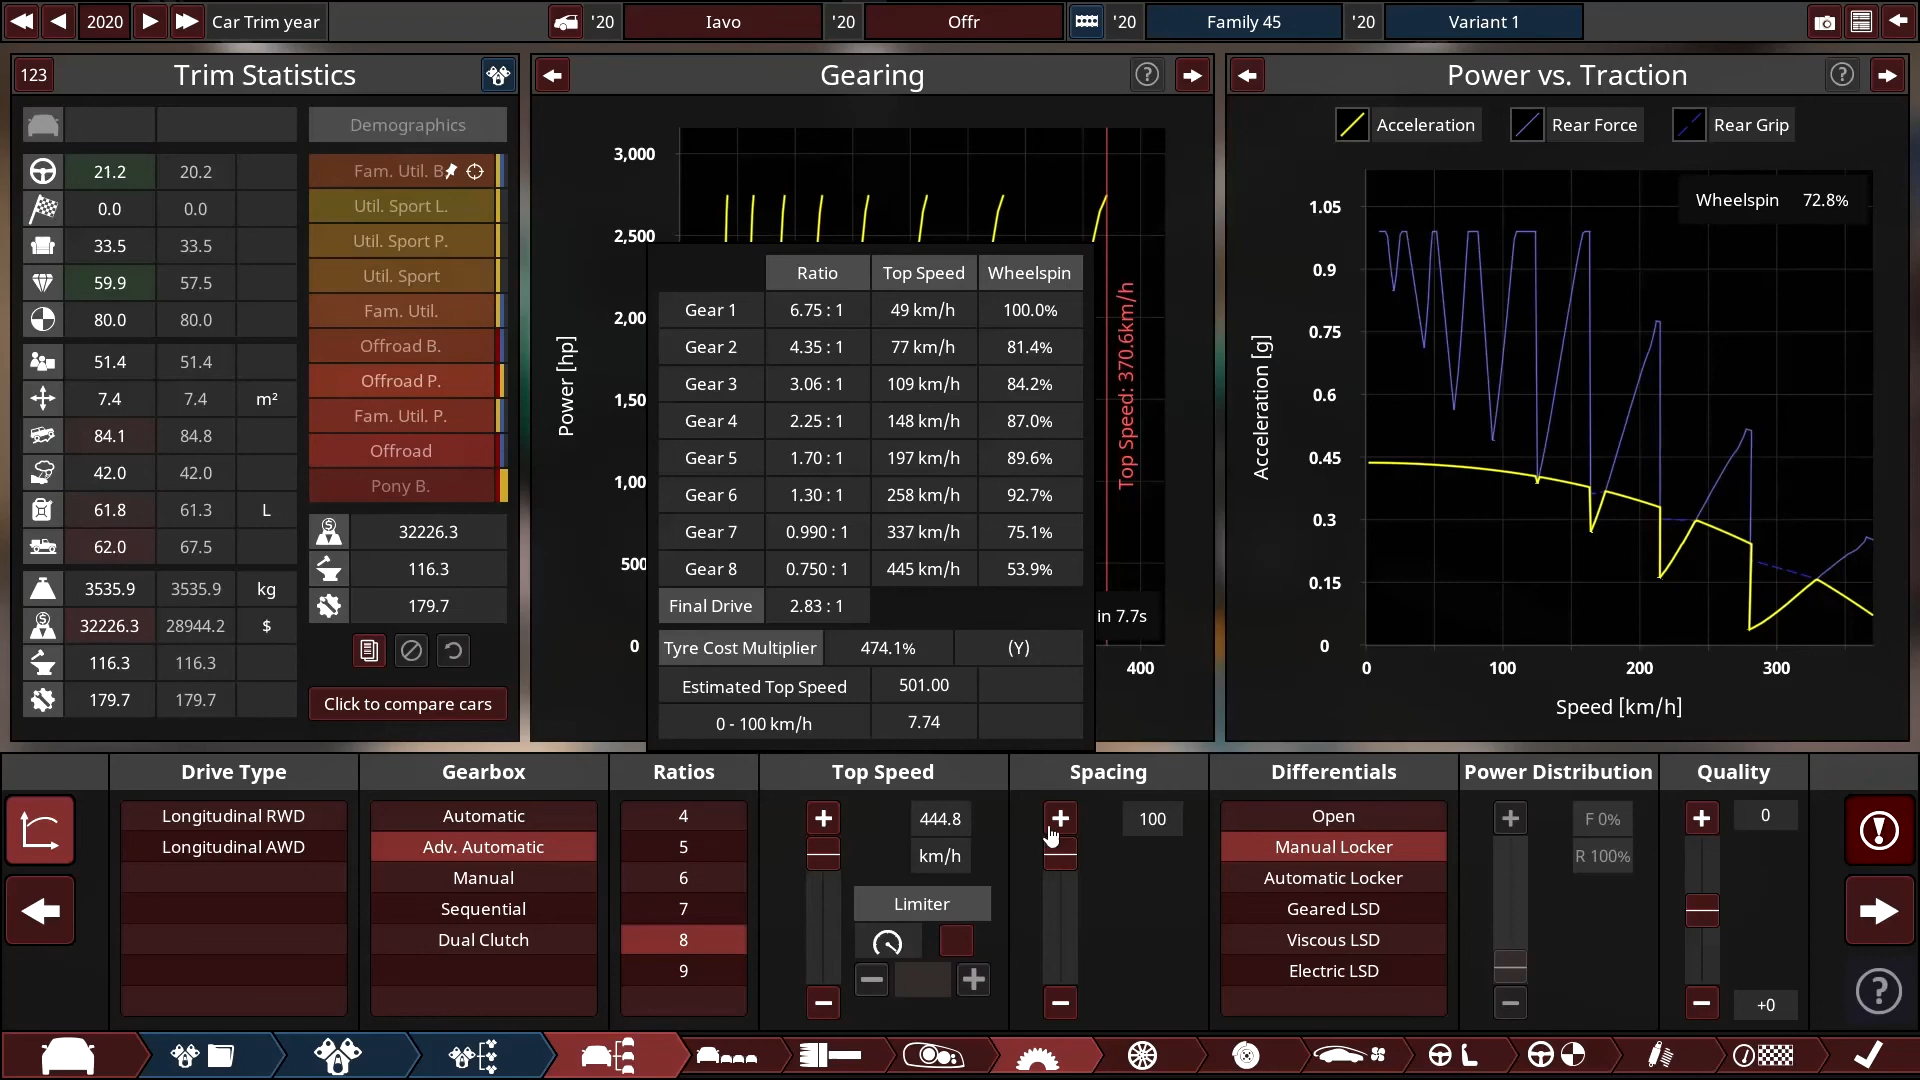 2020 Car Trim year '20 Iavo '20 Offr '20 Family 45 '20 Variant 1
123 Trim Statistics
Demographics
21.2 20.2
0.0 0.0
33.5 33.5
59.9 57.5
80.0 80.0
51.4 51.4
7.4 7.4 m²
84.1 84.8
42.0 42.0
61.8 61.3 L
62.0 67.5
3535.9 3535.9 kg
32226.3 28944.2 $
116.3 116.3
179.7 179.7
Fam. Util. B
Util. Sport L.
Util. Sport P.
Util. Sport
Fam. Util.
Offroad B.
Offroad P.
Fam. Util. P.
Offroad
Pony B.
32226.3
116.3
179.7
Click to compare cars
Gearing ?
3,000
2,500
2,00
1,50
1,00
500
0
Power [hp]
Top Speed: 370.6km/h
in 7.7s
400
Ratio Top Speed Wheelspin
Gear 1 6.75 : 1 49 km/h 100.0%
Gear 2 4.35 : 1 77 km/h 81.4%
Gear 3 3.06 : 1 109 km/h 84.2%
Gear 4 2.25 : 1 148 km/h 87.0%
Gear 5 1.70 : 1 197 km/h 89.6%
Gear 6 1.30 : 1 258 km/h 92.7%
Gear 7 0.990 : 1 337 km/h 75.1%
Gear 8 0.750 : 1 445 km/h 53.9%
Final Drive 2.83 : 1
Tyre Cost Multiplier 474.1% (Y)
Estimated Top Speed 501.00
0 - 100 km/h 7.74
Power vs. Traction ?
Acceleration Rear Force Rear Grip
Wheelspin 72.8%
1.05
0.9
0.75
0.6
0.45
0.3
0.15
0
Acceleration [g]
0 100 200 300
Speed [km/h]
Drive Type
Longitudinal RWD
Longitudinal AWD
Gearbox
Automatic
Adv. Automatic
Manual
Sequential
Dual Clutch
Ratios
4
5
6
7
8
9
Top Speed
+ 444.8
km/h
Limiter
− +
−
Spacing
+ 100
−
Differentials
Open
Manual Locker
Automatic Locker
Geared LSD
Viscous LSD
Electric LSD
Power Distribution
+ F 0%
R 100%
−
Quality
+ 0
− +0
?